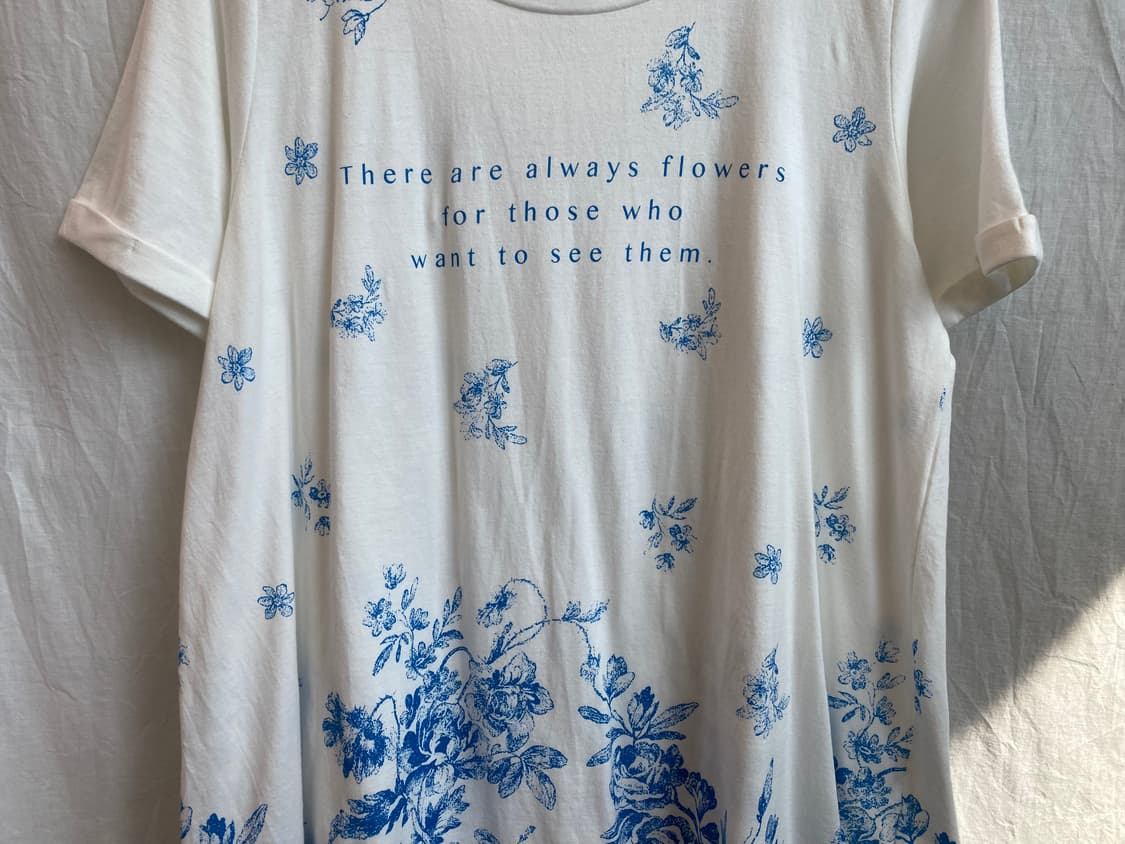 There are always flowers
for those who
want to see them.